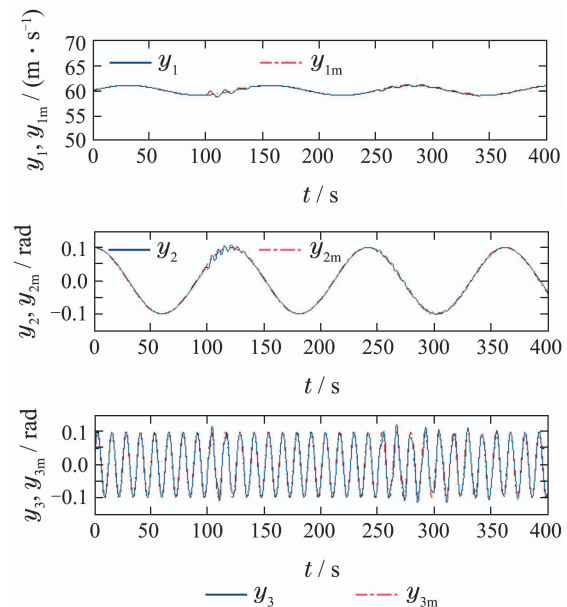 70
65
60
55
50
y₁, y₁ₘ / (m · s⁻¹)
y₁ y₁ₘ
0 50 100 150 200 250 300 350 400
t / s
0.1
0.0
−0.1
y₂, y₂ₘ / rad
y₂ y₂ₘ
0 50 100 150 200 250 300 350 400
t / s
0.1
0.0
−0.1
y₃, y₃ₘ / rad
0 50 100 150 200 250 300 350 400
t / s
y₃ y₃ₘ